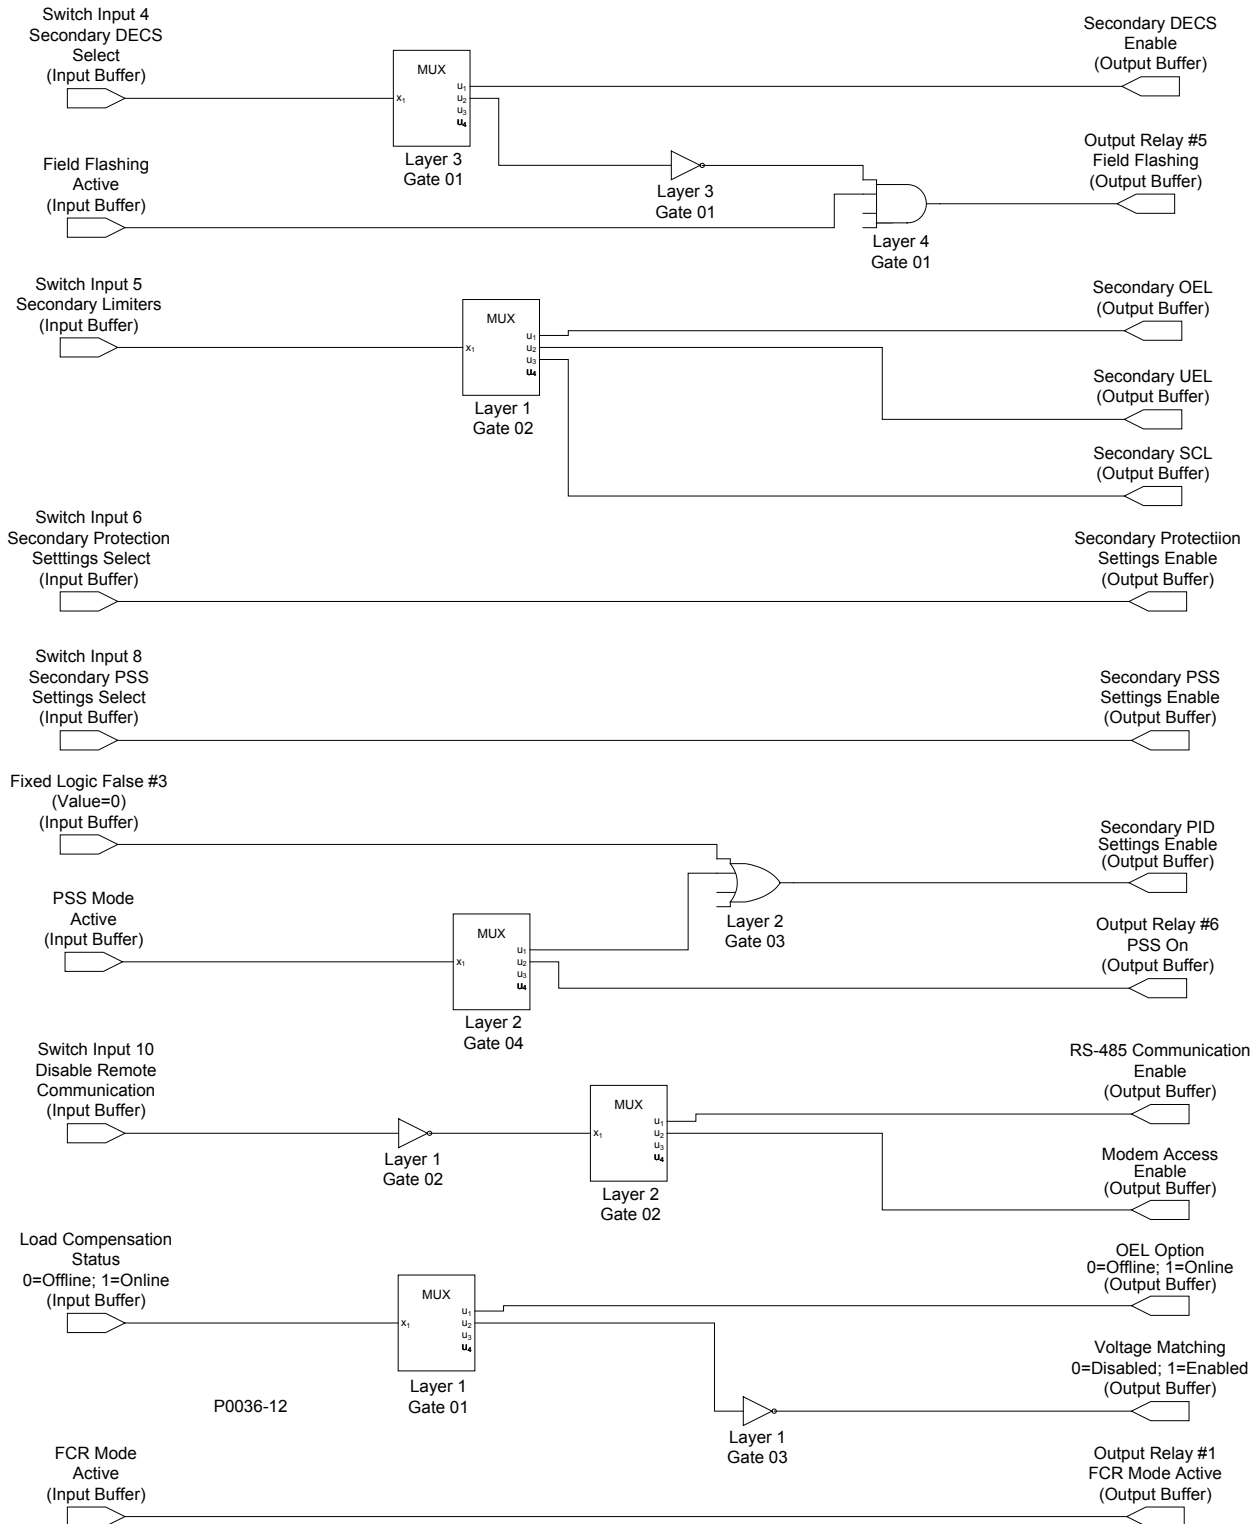 Switch Input 4
Secondary DECS
Select
(Input Buffer)
MUX
x₁
u₁
u₂
u₃
u₄
Layer 3
Gate 01
Secondary DECS
Enable
(Output Buffer)
Field Flashing
Active
(Input Buffer)
Layer 3
Gate 01
Layer 4
Gate 01
Output Relay #5
Field Flashing
(Output Buffer)
Switch Input 5
Secondary Limiters
(Input Buffer)
MUX
x₁
u₁
u₂
u₃
u₄
Layer 1
Gate 02
Secondary OEL
(Output Buffer)
Secondary UEL
(Output Buffer)
Secondary SCL
(Output Buffer)
Switch Input 6
Secondary Protection
Setttings Select
(Input Buffer)
Secondary Protectiion
Settings Enable
(Output Buffer)
Switch Input 8
Secondary PSS
Settings Select
(Input Buffer)
Secondary PSS
Settings Enable
(Output Buffer)
Fixed Logic False #3
(Value=0)
(Input Buffer)
Layer 2
Gate 03
Secondary PID
Settings Enable
(Output Buffer)
PSS Mode
Active
(Input Buffer)
MUX
x₁
u₁
u₂
u₃
u₄
Layer 2
Gate 04
Output Relay #6
PSS On
(Output Buffer)
Switch Input 10
Disable Remote
Communication
(Input Buffer)
Layer 1
Gate 02
MUX
x₁
u₁
u₂
u₃
u₄
Layer 2
Gate 02
RS-485 Communication
Enable
(Output Buffer)
Modem Access
Enable
(Output Buffer)
Load Compensation
Status
0=Offline; 1=Online
(Input Buffer)
MUX
x₁
u₁
u₂
u₃
u₄
Layer 1
Gate 01
OEL Option
0=Offline; 1=Online
(Output Buffer)
Layer 1
Gate 03
Voltage Matching
0=Disabled; 1=Enabled
(Output Buffer)
P0036-12
FCR Mode
Active
(Input Buffer)
Output Relay #1
FCR Mode Active
(Output Buffer)